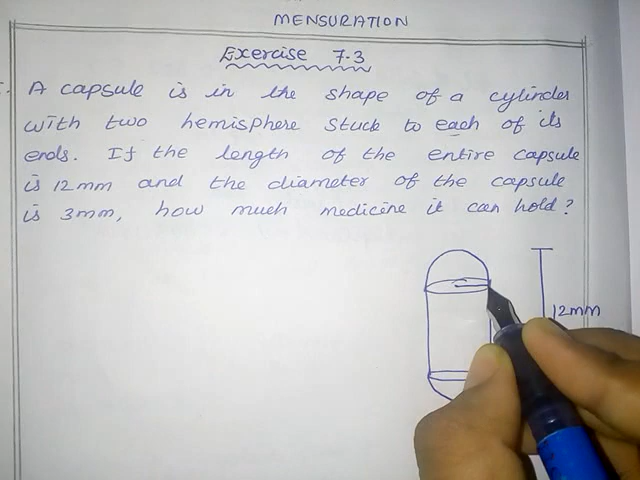 MENSURATION
Exercise 7.3
A capsule is in the shape of a cylinder
with two hemisphere stuck to each of its
ends. If the length of the entire capsule
is 12mm and the diameter of the capsule
is 3mm, how much medicine it can hold?
12mm